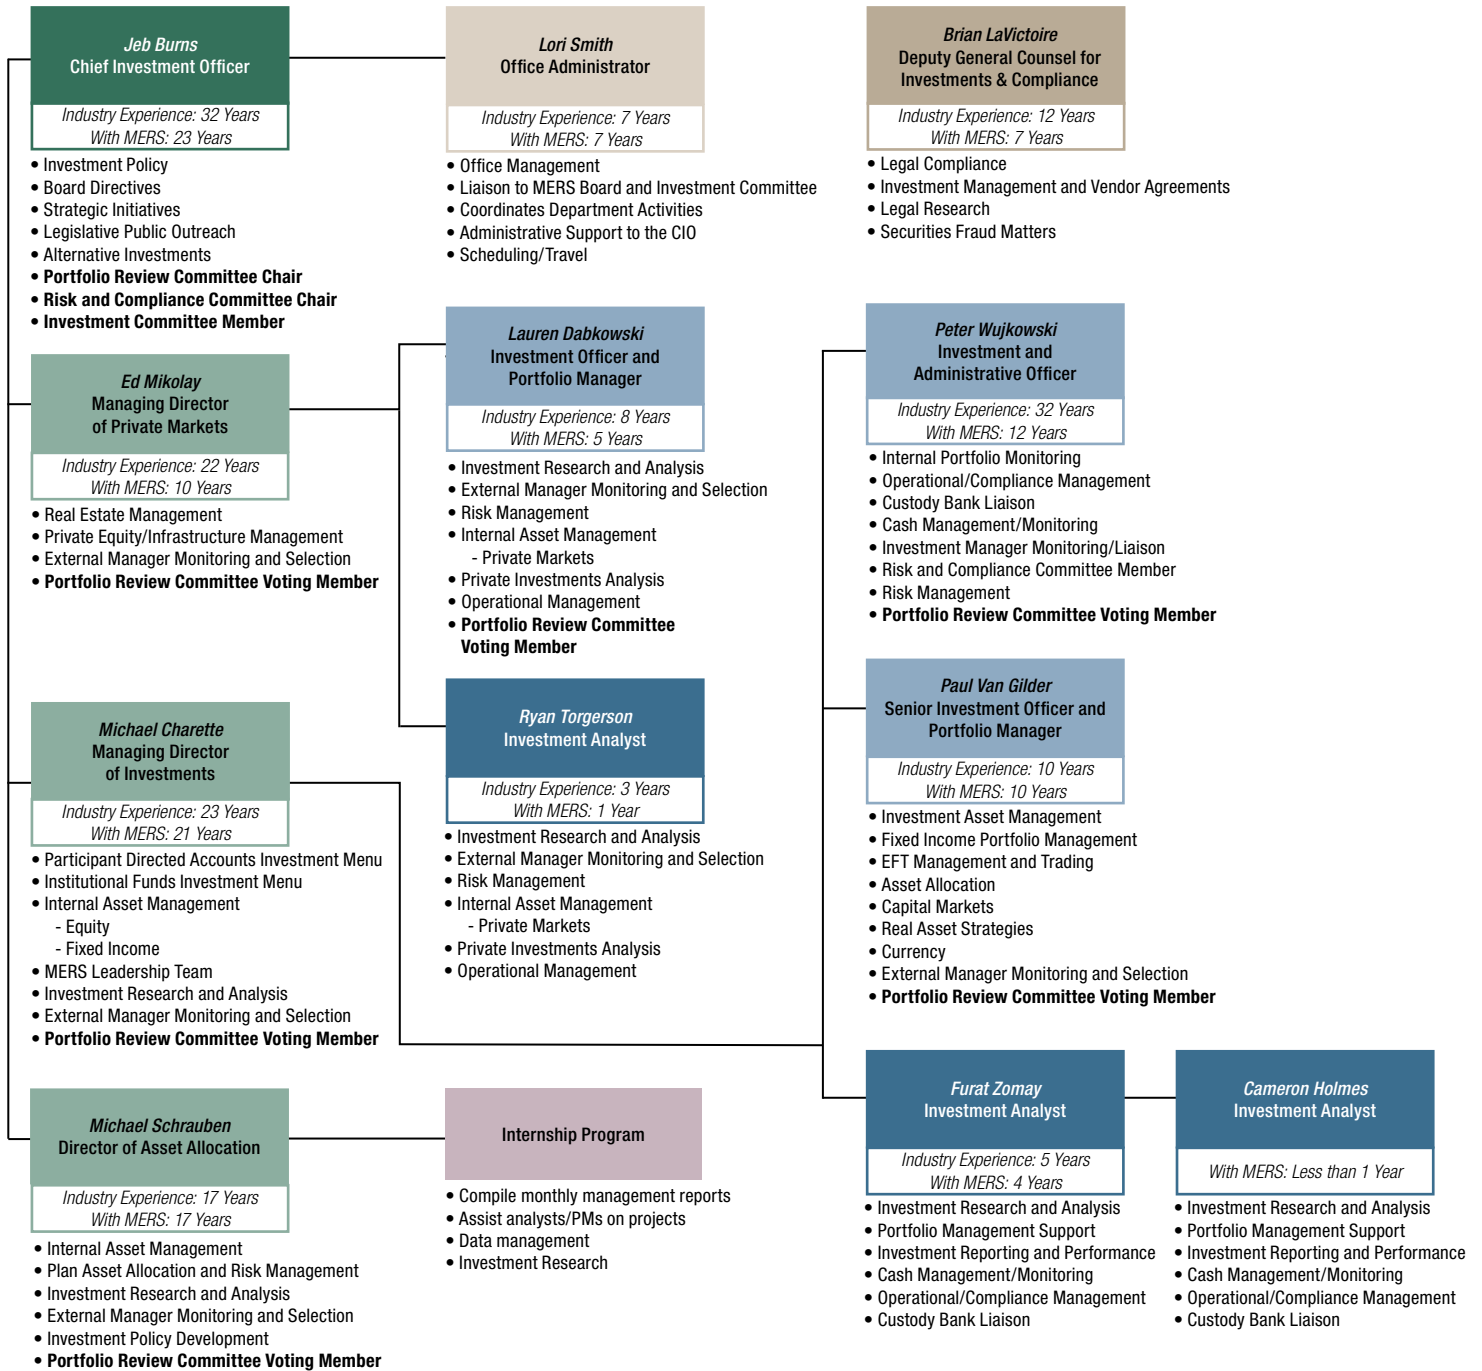 Jeb Burns
Chief Investment Officer
Industry Experience: 32 Years
With MERS: 23 Years
• Investment Policy
• Board Directives
• Strategic Initiatives
• Legislative Public Outreach
• Alternative Investments
• Portfolio Review Committee Chair
• Risk and Compliance Committee Chair
• Investment Committee Member
Lori Smith
Office Administrator
Industry Experience: 7 Years
With MERS: 7 Years
• Office Management
• Liaison to MERS Board and Investment Committee
• Coordinates Department Activities
• Administrative Support to the CIO
• Scheduling/Travel
Brian LaVictoire
Deputy General Counsel for
Investments & Compliance
Industry Experience: 12 Years
With MERS: 7 Years
• Legal Compliance
• Investment Management and Vendor Agreements
• Legal Research
• Securities Fraud Matters
Ed Mikolay
Managing Director
of Private Markets
Industry Experience: 22 Years
With MERS: 10 Years
• Real Estate Management
• Private Equity/Infrastructure Management
• External Manager Monitoring and Selection
• Portfolio Review Committee Voting Member
Lauren Dabkowski
Investment Officer and
Portfolio Manager
Industry Experience: 8 Years
With MERS: 5 Years
• Investment Research and Analysis
• External Manager Monitoring and Selection
• Risk Management
• Internal Asset Management
- Private Markets
• Private Investments Analysis
• Operational Management
• Portfolio Review Committee
Voting Member
Peter Wujkowski
Investment and
Administrative Officer
Industry Experience: 32 Years
With MERS: 12 Years
• Internal Portfolio Monitoring
• Operational/Compliance Management
• Custody Bank Liaison
• Cash Management/Monitoring
• Investment Manager Monitoring/Liaison
• Risk and Compliance Committee Member
• Risk Management
• Portfolio Review Committee Voting Member
Michael Charette
Managing Director
of Investments
Industry Experience: 23 Years
With MERS: 21 Years
• Participant Directed Accounts Investment Menu
• Institutional Funds Investment Menu
• Internal Asset Management
- Equity
- Fixed Income
• MERS Leadership Team
• Investment Research and Analysis
• External Manager Monitoring and Selection
• Portfolio Review Committee Voting Member
Ryan Torgerson
Investment Analyst
Industry Experience: 3 Years
With MERS: 1 Year
• Investment Research and Analysis
• External Manager Monitoring and Selection
• Risk Management
• Internal Asset Management
- Private Markets
• Private Investments Analysis
• Operational Management
Paul Van Gilder
Senior Investment Officer and
Portfolio Manager
Industry Experience: 10 Years
With MERS: 10 Years
• Investment Asset Management
• Fixed Income Portfolio Management
• EFT Management and Trading
• Asset Allocation
• Capital Markets
• Real Asset Strategies
• Currency
• External Manager Monitoring and Selection
• Portfolio Review Committee Voting Member
Michael Schrauben
Director of Asset Allocation
Industry Experience: 17 Years
With MERS: 17 Years
• Internal Asset Management
• Plan Asset Allocation and Risk Management
• Investment Research and Analysis
• External Manager Monitoring and Selection
• Investment Policy Development
• Portfolio Review Committee Voting Member
Internship Program
• Compile monthly management reports
• Assist analysts/PMs on projects
• Data management
• Investment Research
Furat Zomay
Investment Analyst
Industry Experience: 5 Years
With MERS: 4 Years
• Investment Research and Analysis
• Portfolio Management Support
• Investment Reporting and Performance
• Cash Management/Monitoring
• Operational/Compliance Management
• Custody Bank Liaison
Cameron Holmes
Investment Analyst
With MERS: Less than 1 Year
• Investment Research and Analysis
• Portfolio Management Support
• Investment Reporting and Performance
• Cash Management/Monitoring
• Operational/Compliance Management
• Custody Bank Liaison